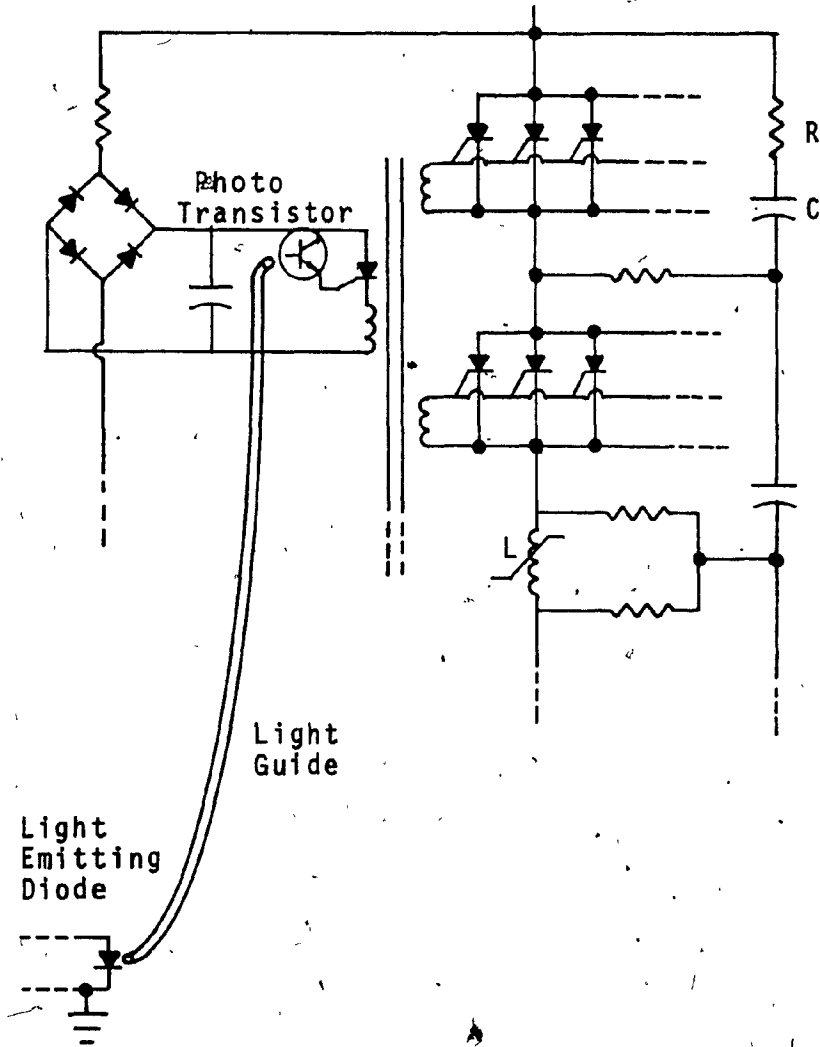 Photo
Transistor
R
C
L
Light
Guide
Light
Emitting
Diode